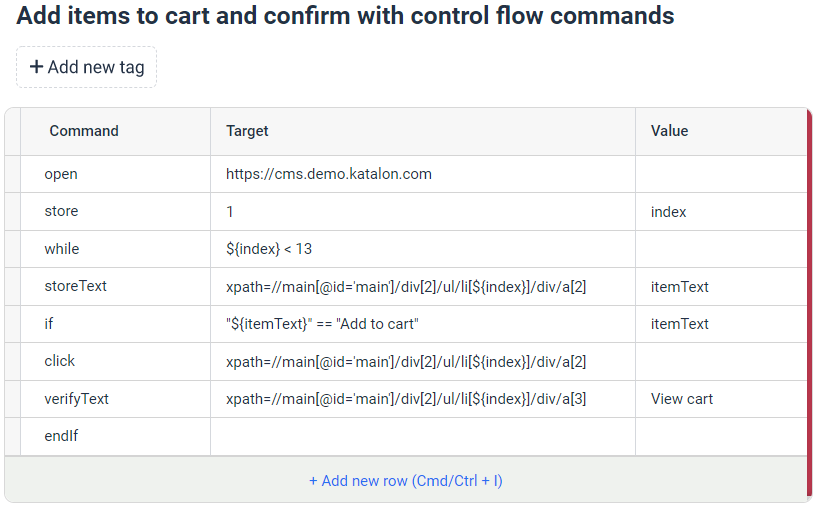 Add items to cart and confirm with control flow commands
+ Add new tag
Command Target Value
open https://cms.demo.katalon.com
store 1 index
while ${index} < 13
storeText xpath=//main[@id='main']/div[2]/ul/li[${index}]/div/a[2] itemText
if "${itemText}" == "Add to cart" itemText
click xpath=//main[@id='main']/div[2]/ul/li[${index}]/div/a[2]
verifyText xpath=//main[@id='main']/div[2]/ul/li[${index}]/div/a[3] View cart
endIf
+ Add new row (Cmd/Ctrl + I)